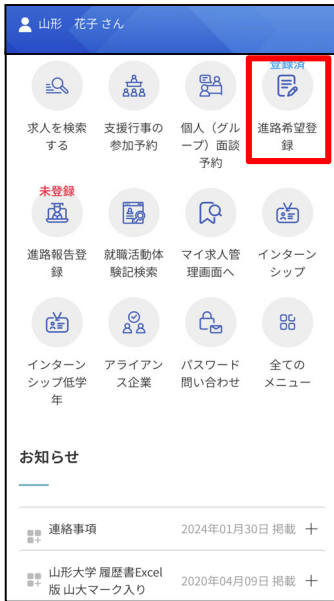 山形 花子 さん
登録済
求人を検索 支援行事の 個人（グル 進路希望登
する 参加予約 ープ）面談 録
予約
未登録
進路報告登 就職活動体 マイ求人管 インターン
録 験記検索 理画面へ シップ
インターン アライアン パスワード 全ての
シップ低学 ス企業 問い合わせ メニュー
年
お知らせ
連絡事項 2024年01月30日 掲載 +
山形大学 履歴書Excel 2020年04月09日 掲載 +
版 山大マーク入り